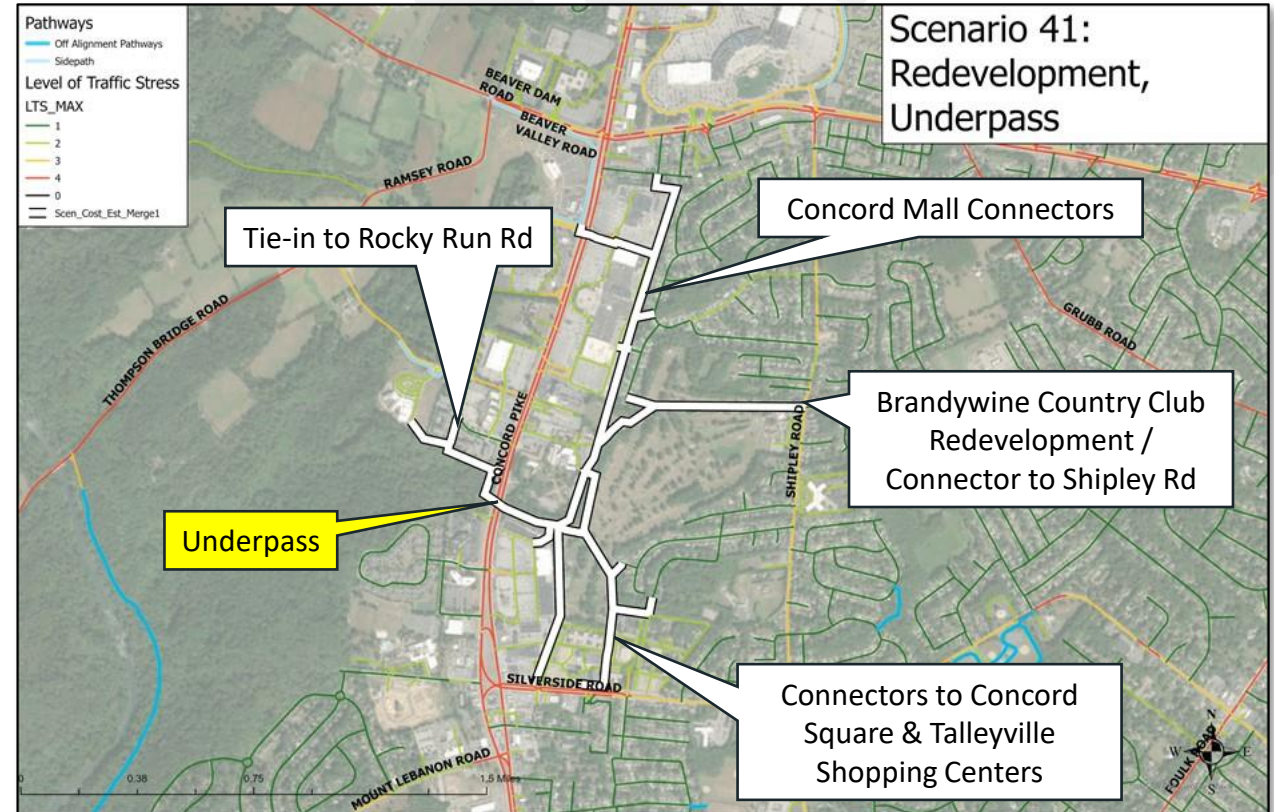 Pathways
Off Alignment Pathways
Sidepath
Level of Traffic Stress
LTS_MAX
1
2
3
4
0
Scen_Cost_Est_Merge1
Scenario 41:
Redevelopment,
Underpass
BEAVER DAM
ROAD
BEAVER
VALLEY ROAD
RAMSEY ROAD
Concord Mall Connectors
Tie-in to Rocky Run Rd
THOMPSON BRIDGE ROAD
GRUBB ROAD
CONCORD PIKE
SHIPLEY ROAD
Brandywine Country Club
Redevelopment /
Connector to Shipley Rd
Underpass
SILVERSIDE ROAD
Connectors to Concord
Square & Talleyville
Shopping Centers
MOUNT LEBANON ROAD
FOULK ROAD
N
W
E
S
0
0.38
0.75
1.5 Miles